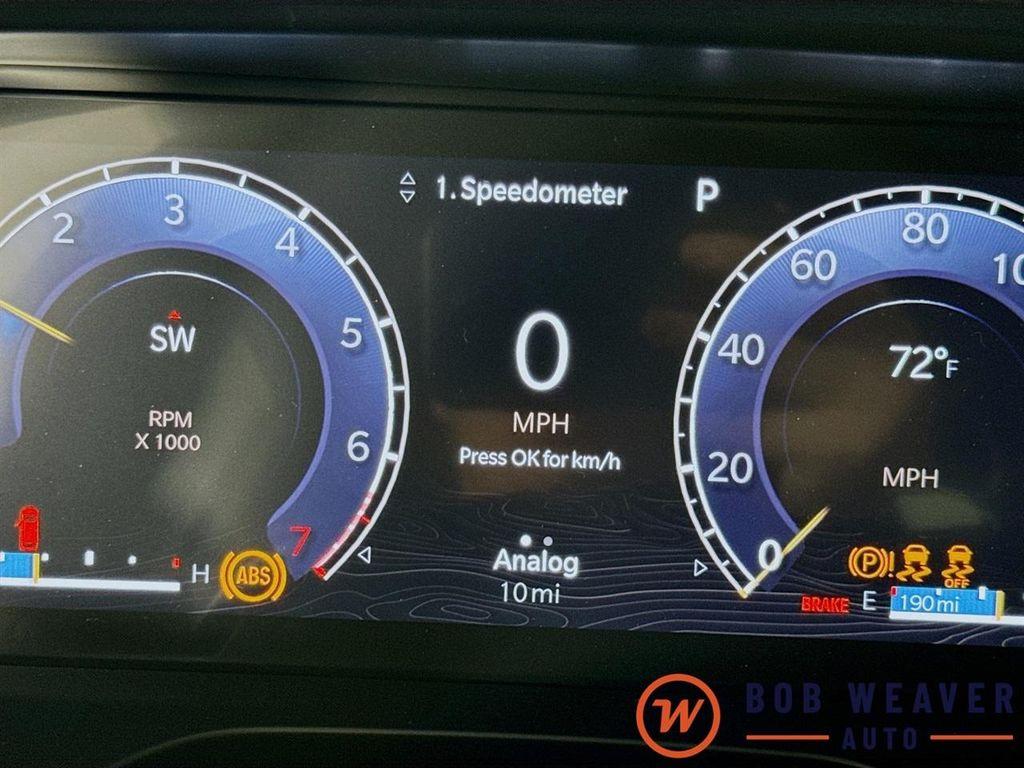 1. Speedometer
P
2
3
4
5
6
7
SW
RPM
X 1000
0
MPH
Press OK for km/h
Analog
10 mi
H
ABS
0
20
40
60
80
72°F
MPH
P !
OFF
BRAKE
E
190 mi
W
BOB WEAVER
AUTO